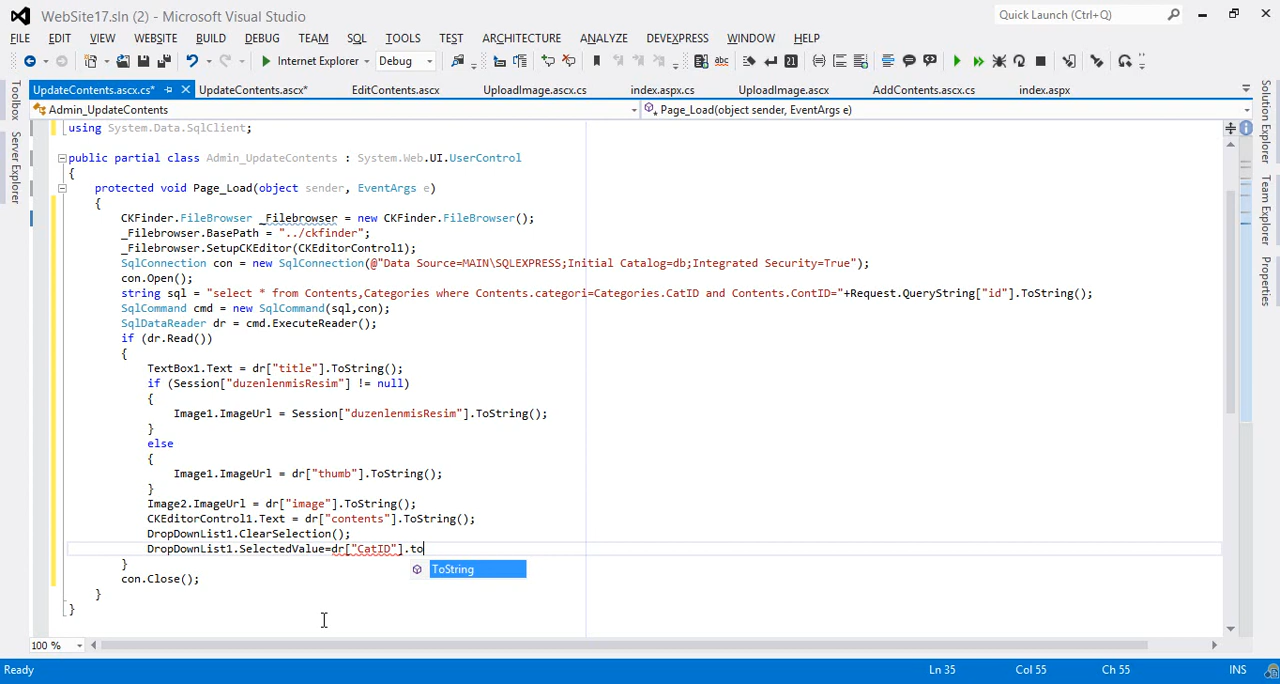 WebSite17.sln (2) - Microsoft Visual Studio
Quick Launch (Ctrl+Q)
FILE EDIT VIEW WEBSITE BUILD DEBUG TEAM SQL TOOLS TEST ARCHITECTURE ANALYZE DEVEXPRESS WINDOW HELP
Internet Explorer Debug
UpdateContents.ascx.cs* UpdateContents.ascx* EditContents.ascx UploadImage.ascx.cs index.aspx.cs UploadImage.ascx AddContents.ascx.cs index.aspx
Admin_UpdateContents Page_Load(object sender, EventArgs e)
Toolbox
Server Explorer
Solution Explorer
Team Explorer
Properties
using System.Data.SqlClient;
public partial class Admin_UpdateContents : System.Web.UI.UserControl
{
protected void Page_Load(object sender, EventArgs e)
{
CKFinder.FileBrowser _Filebrowser = new CKFinder.FileBrowser();
_Filebrowser.BasePath = "../ckfinder";
_Filebrowser.SetupCKEditor(CKEditorControl1);
SqlConnection con = new SqlConnection(@"Data Source=MAIN\SQLEXPRESS;Initial Catalog=db;Integrated Security=True");
con.Open();
string sql = "select * from Contents,Categories where Contents.categori=Categories.CatID and Contents.ContID="+Request.QueryString["id"].ToString();
SqlCommand cmd = new SqlCommand(sql,con);
SqlDataReader dr = cmd.ExecuteReader();
if (dr.Read())
{
TextBox1.Text = dr["title"].ToString();
if (Session["duzenlenmisResim"] != null)
{
Image1.ImageUrl = Session["duzenlenmisResim"].ToString();
}
else
{
Image1.ImageUrl = dr["thumb"].ToString();
}
Image2.ImageUrl = dr["image"].ToString();
CKEditorControl1.Text = dr["contents"].ToString();
DropDownList1.ClearSelection();
DropDownList1.SelectedValue=dr["CatID"].to
ToString
}
con.Close();
}
}
100 %
Ready Ln 35 Col 55 Ch 55 INS